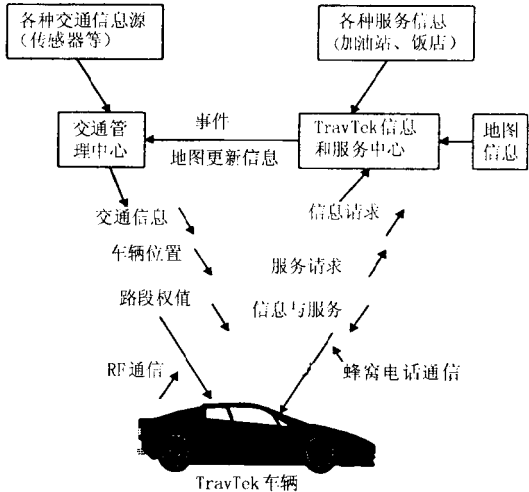 各种交通信息源
（传感器等）
各种服务信息
（加油站、饭店）
交通管
理中心
事件
地图更新信息
TravTek信息
和服务中心
地图
信息
交通信息
信息请求
车辆位置
服务请求
路段权值
信息与服务
RF通信
蜂窝电话通信
TravTek车辆